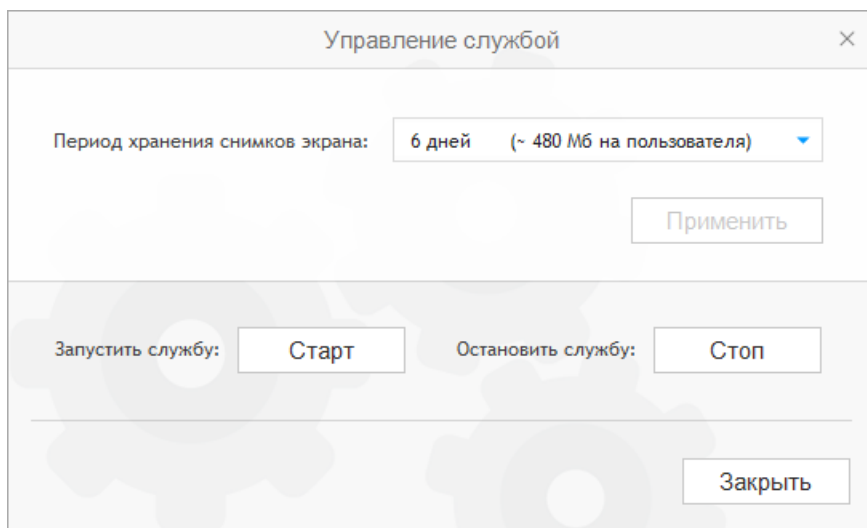 Управление службой
Период хранения снимков экрана: 6 дней (~ 480 Мб на пользователя)
Применить
Запустить службу: Старт Остановить службу: Стоп
Закрыть